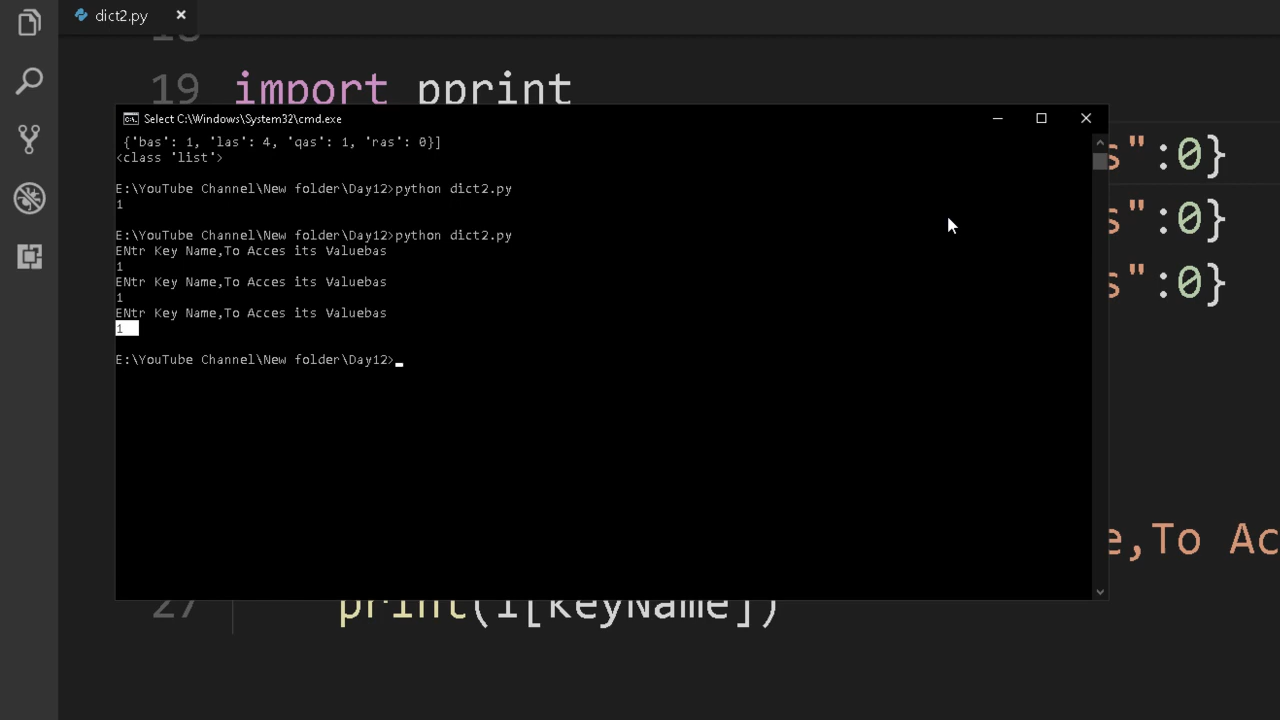 dict2.py
18
19 import pprint
Select C:\Windows\System32\cmd.exe
{'bas': 1, 'las': 4, 'qas': 1, 'ras': 0}]
<class 'list'>
s":0}
E:\YouTube Channel\New folder\Day12>python dict2.py
1
s":0}
E:\YouTube Channel\New folder\Day12>python dict2.py
ENtr Key Name,To Acces its Valuebas
1
ENtr Key Name,To Acces its Valuebas
s":0}
1
ENtr Key Name,To Acces its Valuebas
1
E:\YouTube Channel\New folder\Day12>
e,To Ac
27 print(i[keyName])